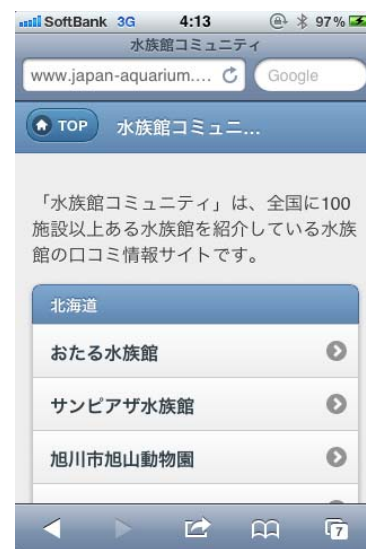 SoftBank 3G 4:13 97%
水族館コミュニティ
www.japan-aquarium.... Google
TOP 水族館コミュニ...
「水族館コミュニティ」は、全国に100
施設以上ある水族館を紹介している水族
館の口コミ情報サイトです。
北海道
おたる水族館
サンピアザ水族館
旭川市旭山動物園
7